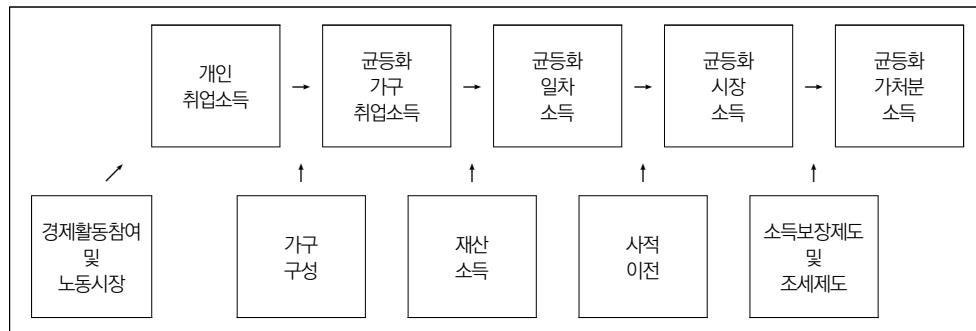 개인
취업소득
균등화
가구
취업소득
균등화
일차
소득
균등화
시장
소득
균등화
가처분
소득
경제활동참여
및
노동시장
가구
구성
재산
소득
사적
이전
소득보장제도
및
조세제도